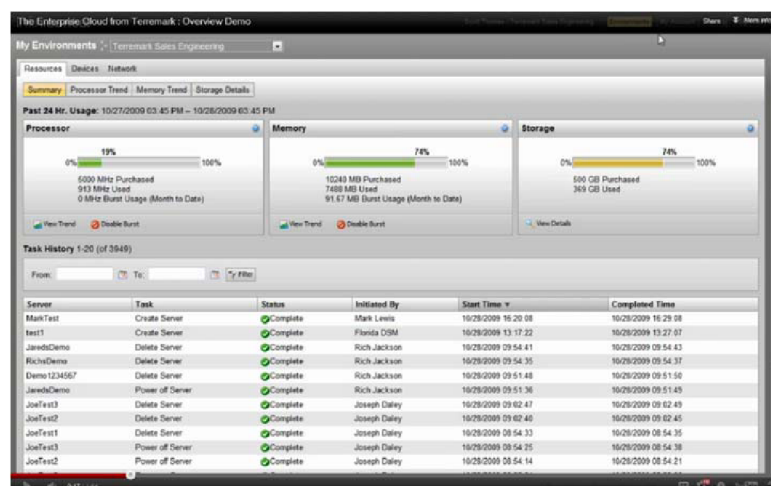 The Enterprise Cloud from Terremark : Overview Demo
Share
My Environments
Terremark Sales Engineering
Resources Devices Network
Summary Processor Trend Memory Trend Storage Details
Past 24 Hr. Usage: 10/27/2009 03:45 PM – 10/28/2009 03:45 PM
Processor Memory Storage
19% 74% 74%
0% 100% 0% 100% 0% 100%
5000 MHz Purchased 10240 MB Purchased 500 GB Purchased
913 MHz Used 7488 MB Used 369 GB Used
0 MHz Burst Usage (Month to Date) 91.67 MB Burst Usage (Month to Date)
View Trend Disable Burst View Trend Disable Burst View Details
Task History 1-20 (of 3949)
From: To: Filter
Server Task Status Initiated By Start Time ▼ Completed Time
MarkTest Create Server Complete Mark Lewis 10/28/2009 16:20:08 10/28/2009 16:29:08
test1 Create Server Complete Florida DSM 10/28/2009 13:17:22 10/28/2009 13:27:07
JaredsDemo Delete Server Complete Rich Jackson 10/28/2009 09:54:41 10/28/2009 09:54:43
RichsDemo Delete Server Complete Rich Jackson 10/28/2009 09:54:35 10/28/2009 09:54:37
Demo1234567 Delete Server Complete Rich Jackson 10/28/2009 09:51:48 10/28/2009 09:51:50
JaredsDemo Power off Server Complete Rich Jackson 10/28/2009 09:51:36 10/28/2009 09:51:45
JoeTest3 Delete Server Complete Joseph Daley 10/28/2009 09:02:47 10/28/2009 09:02:49
JoeTest2 Delete Server Complete Joseph Daley 10/28/2009 09:02:40 10/28/2009 09:02:45
JoeTest1 Delete Server Complete Joseph Daley 10/28/2009 08:54:33 10/28/2009 08:54:35
JoeTest3 Power off Server Complete Joseph Daley 10/28/2009 08:54:25 10/28/2009 08:54:38
JoeTest2 Power off Server Complete Joseph Daley 10/28/2009 08:54:14 10/28/2009 08:54:21